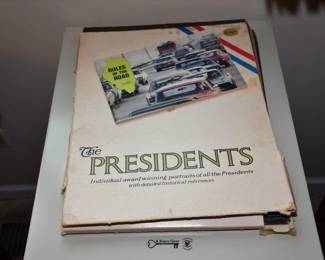 RULES
OF THE
ROAD
The
PRESIDENTS
Individual award winning portraits of all the Presidents
with detailed historical references